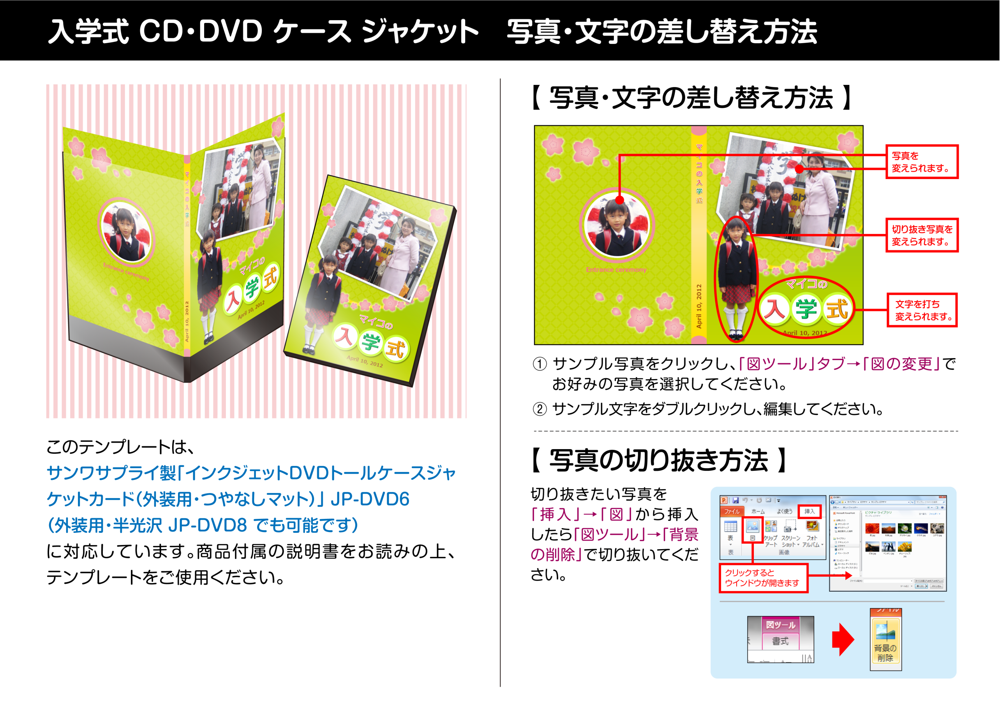 入学式 CD・DVD ケース ジャケット　写真・文字の差し替え方法
マイコの入学式
April 10, 2012
Entrance ceremony
マイコの
入学式
April 10, 2012
マイコの
入学式
April 10, 2012
このテンプレートは、
サンワサプライ製「インクジェットDVDトールケースジャ
ケットカード(外装用・つやなしマット)」 JP-DVD6
(外装用・半光沢 JP-DVD8 でも可能です)
に対応しています。商品付属の説明書をお読みの上、
テンプレートをご使用ください。
【 写真・文字の差し替え方法 】
マイコの入学式
April 10, 2012
Entrance ceremony
マイコの
入学式
April 10, 2012
写真を
変えられます。
切り抜き写真を
変えられます。
文字を打ち
変えられます。
① サンプル写真をクリックし、「図ツール」タブ→「図の変更」で
お好みの写真を選択してください。
② サンプル文字をダブルクリックし、編集してください。
【 写真の切り抜き方法 】
切り抜きたい写真を
「挿入」→「図」から挿入
したら「図ツール」→「背景
の削除」で切り抜いてくだ
さい。
ファイル ホーム よく使う 挿入
表 図 クリップ アート スクリーン ショット フォト アルバム
表 画像
ピクチャ ライブラリ
クリックすると
ウインドウが開きます
図ツール
書式
ファイル
背景の
削除